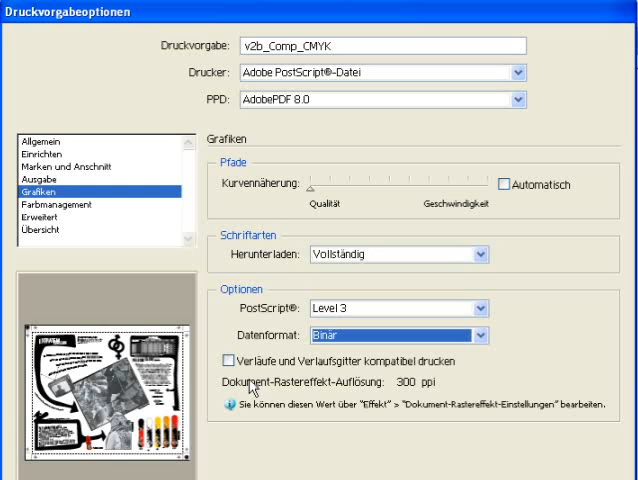 Druckvorgabeoptionen
Druckvorgabe: v2b_Comp_CMYK
Drucker: Adobe PostScript®-Datei
PPD: AdobePDF 8.0
Allgemein
Einrichten
Marken und Anschnitt
Ausgabe
Grafiken
Farbmanagement
Erweitert
Übersicht
Grafiken
Pfade
Kurvennäherung: Automatisch
Qualität Geschwindigkeit
Schriftarten
Herunterladen: Vollständig
Optionen
PostScript®: Level 3
Datenformat: Binär
Verläufe und Verlaufsgitter kompatibel drucken
Dokument-Rastereffekt-Auflösung: 300 ppi
Sie können diesen Wert über "Effekt" > "Dokument-Rastereffekt-Einstellungen" bearbeiten.